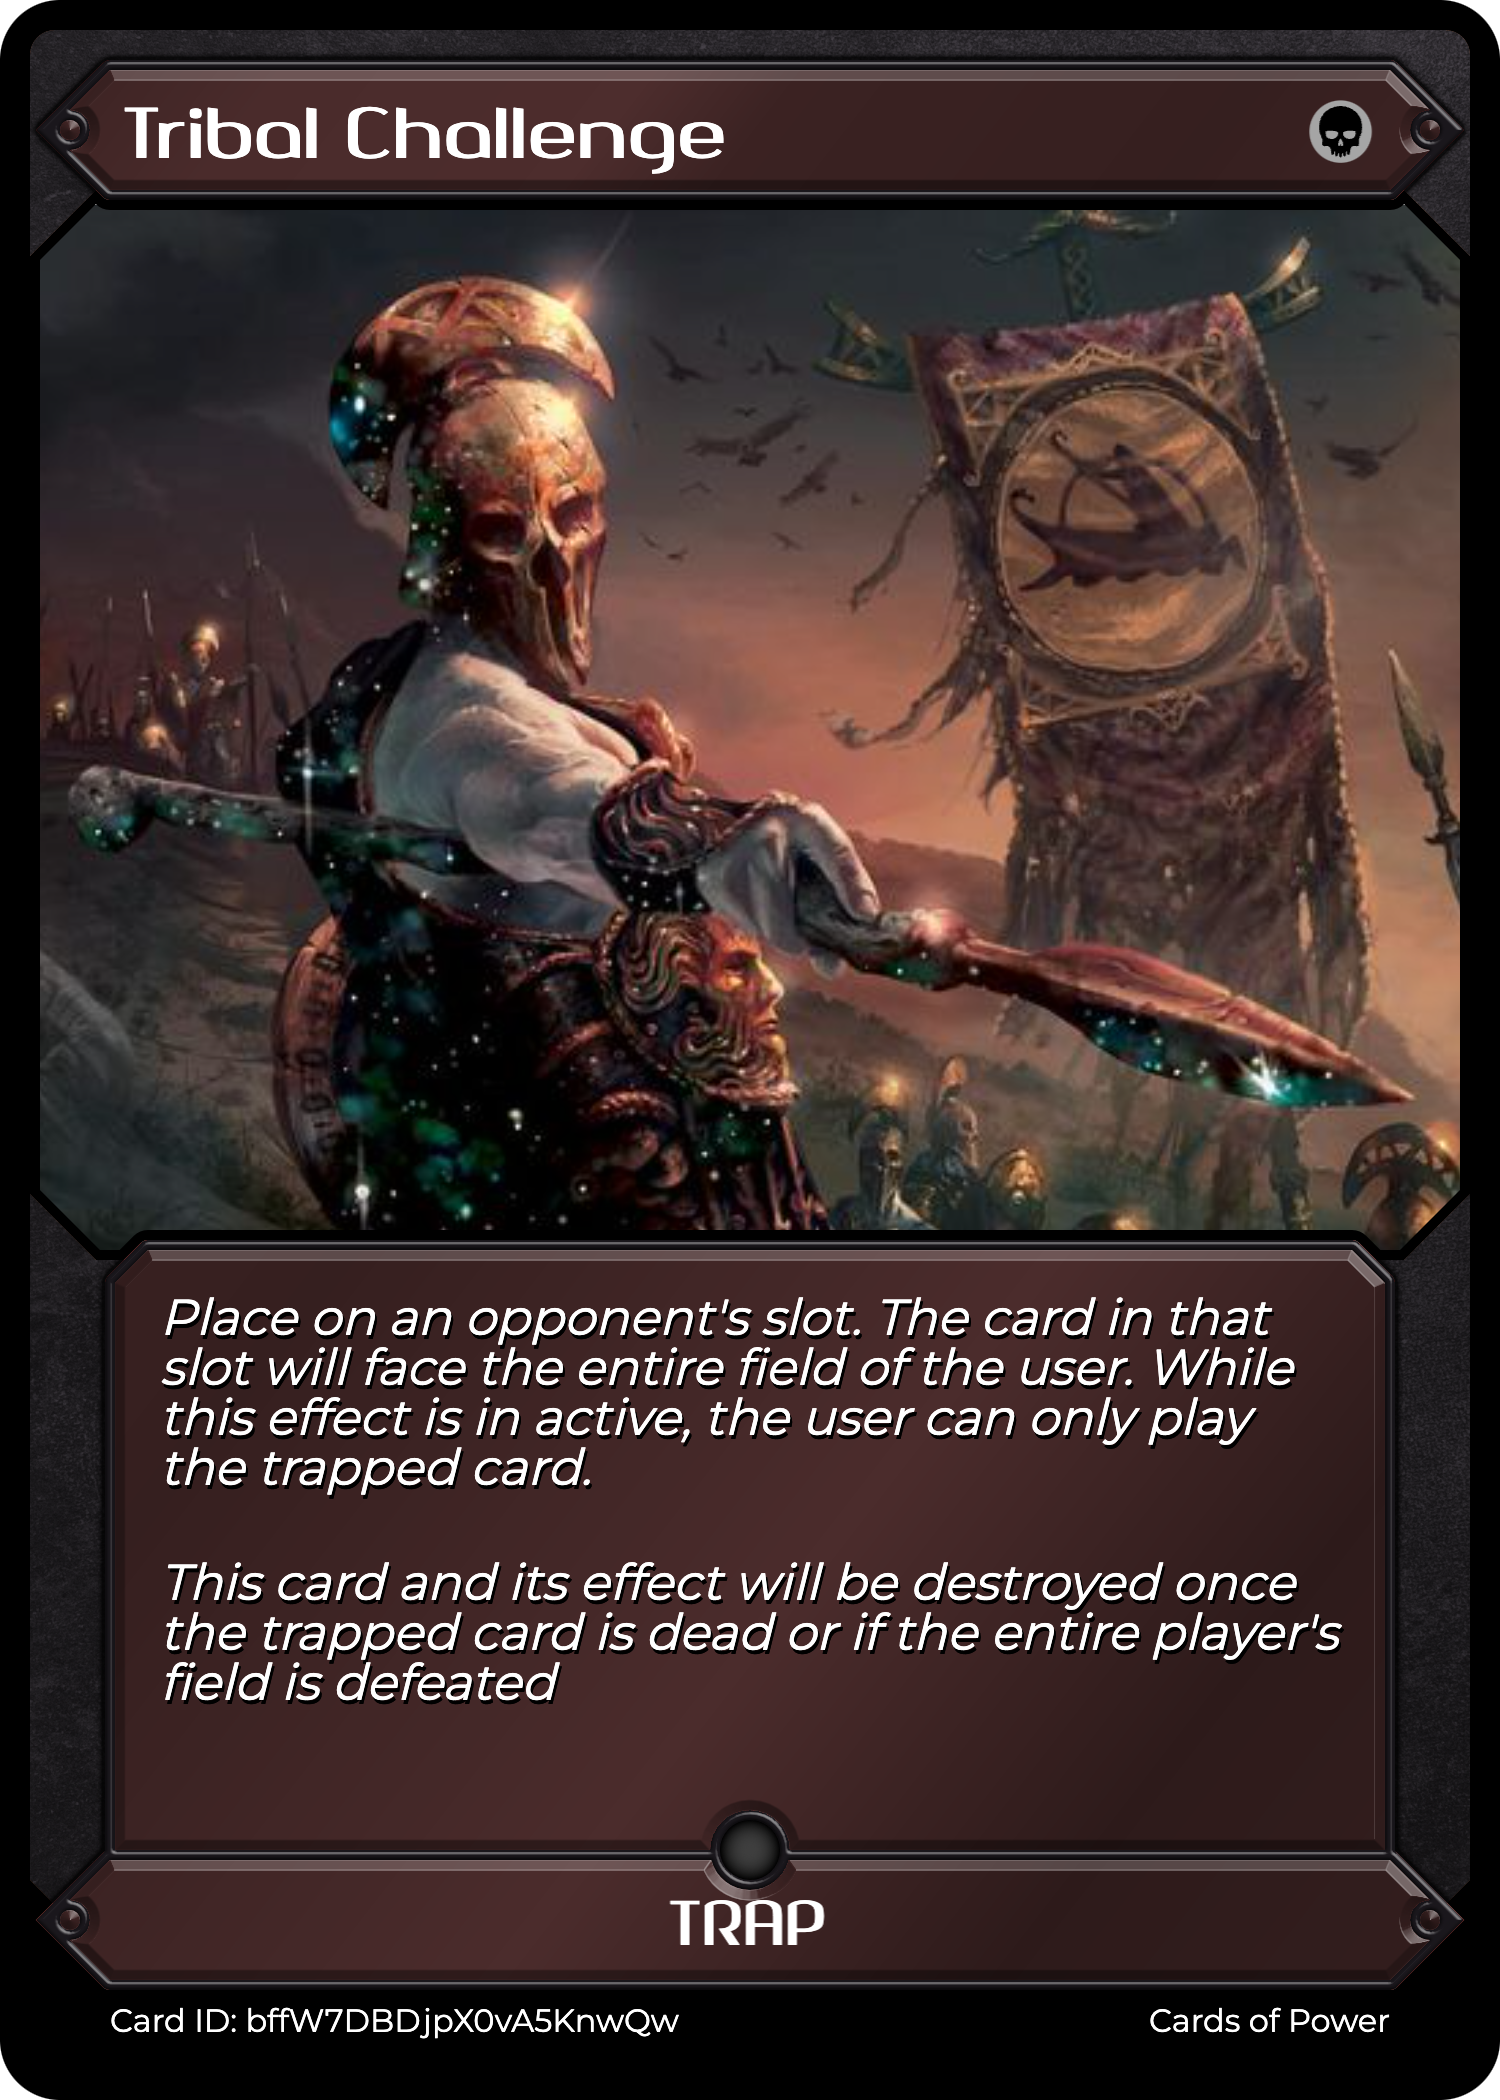 Tribal Challenge
Place on an opponent's slot. The card in that
slot will face the entire field of the user. While
this effect is in active, the user can only play
the trapped card.
This card and its effect will be destroyed once
the trapped card is dead or if the entire player's
field is defeated
TRAP
Card ID: bffW7DBDjpX0vA5KnwQw
Cards of Power